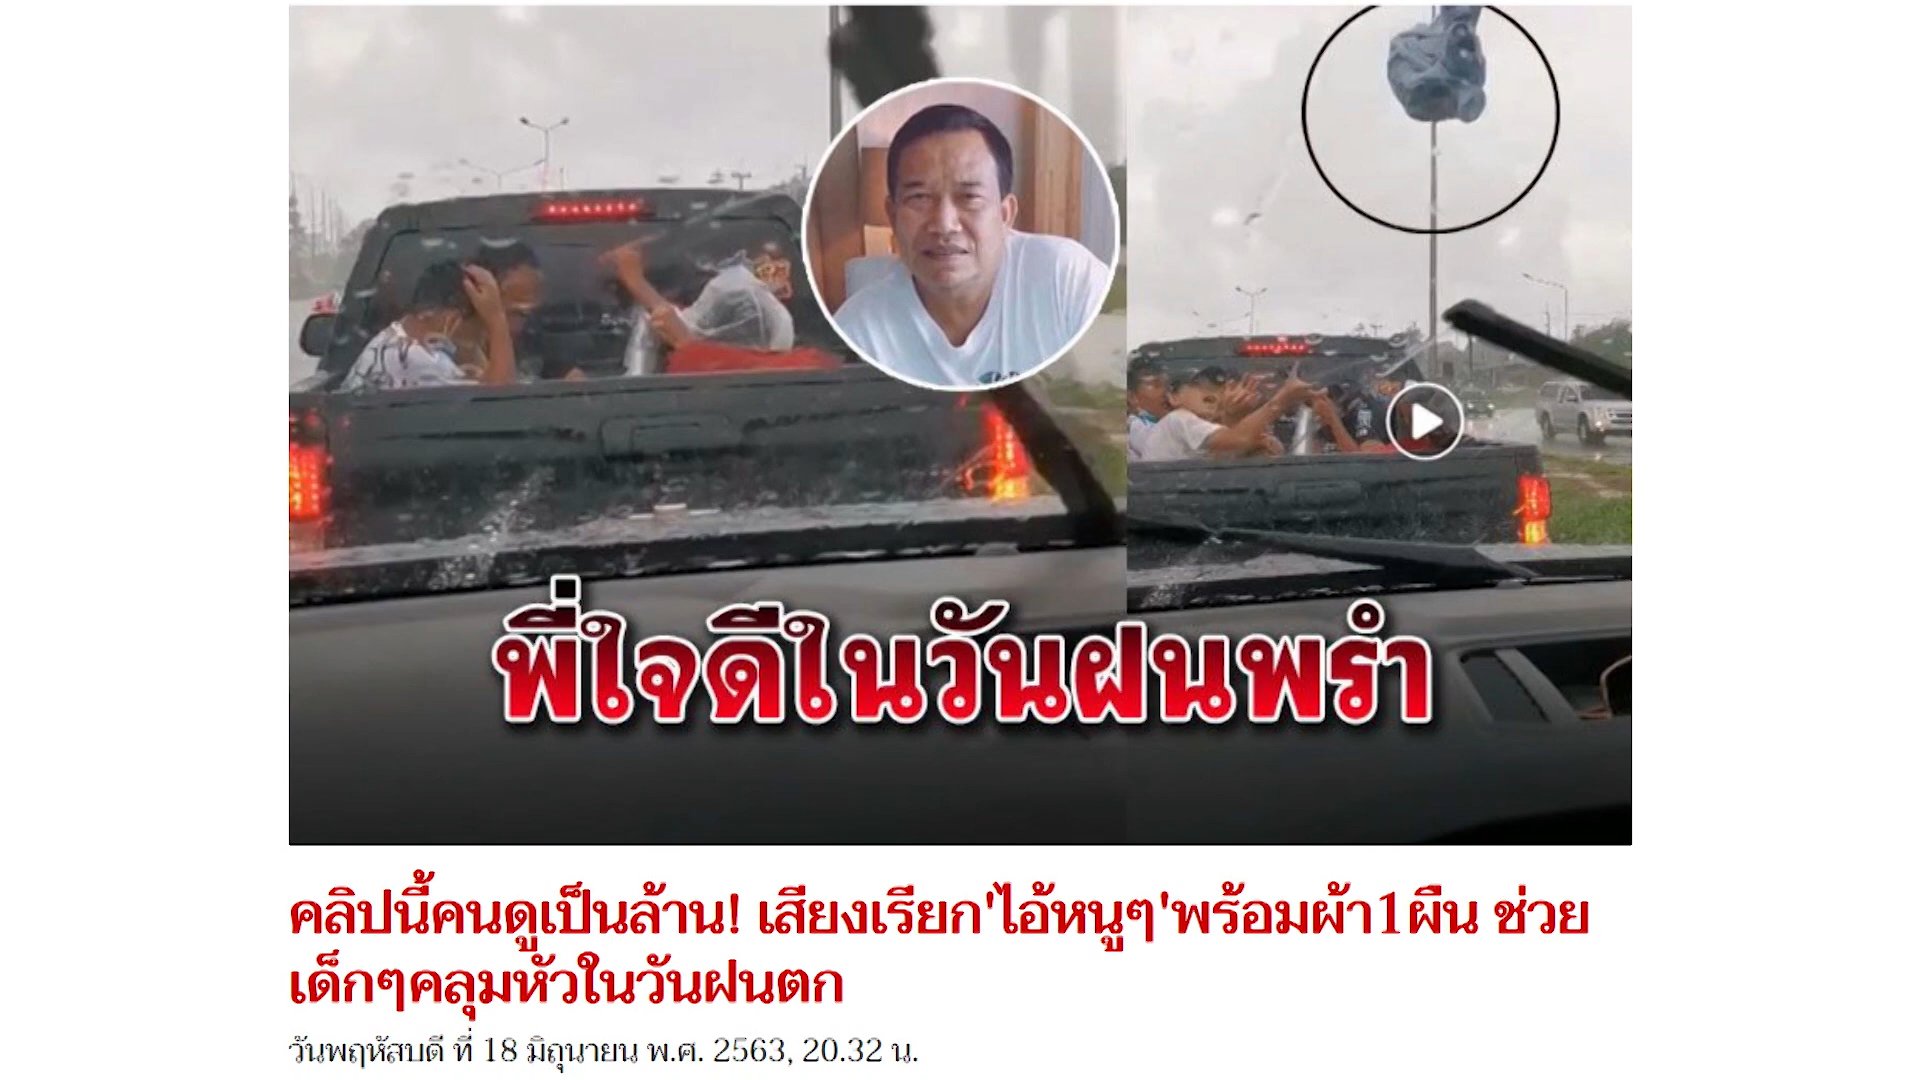 พี่ใจดีในวันฝนพรำ
คลิปนี้คนดูเป็นล้าน! เสียงเรียก'ไอ้หนูๆ'พร้อมผ้า1ผืน ช่วย
เด็กๆคลุมหัวในวันฝนตก
วันพฤหัสบดี ที่ 18 มิถุนายน พ.ศ. 2563, 20.32 น.